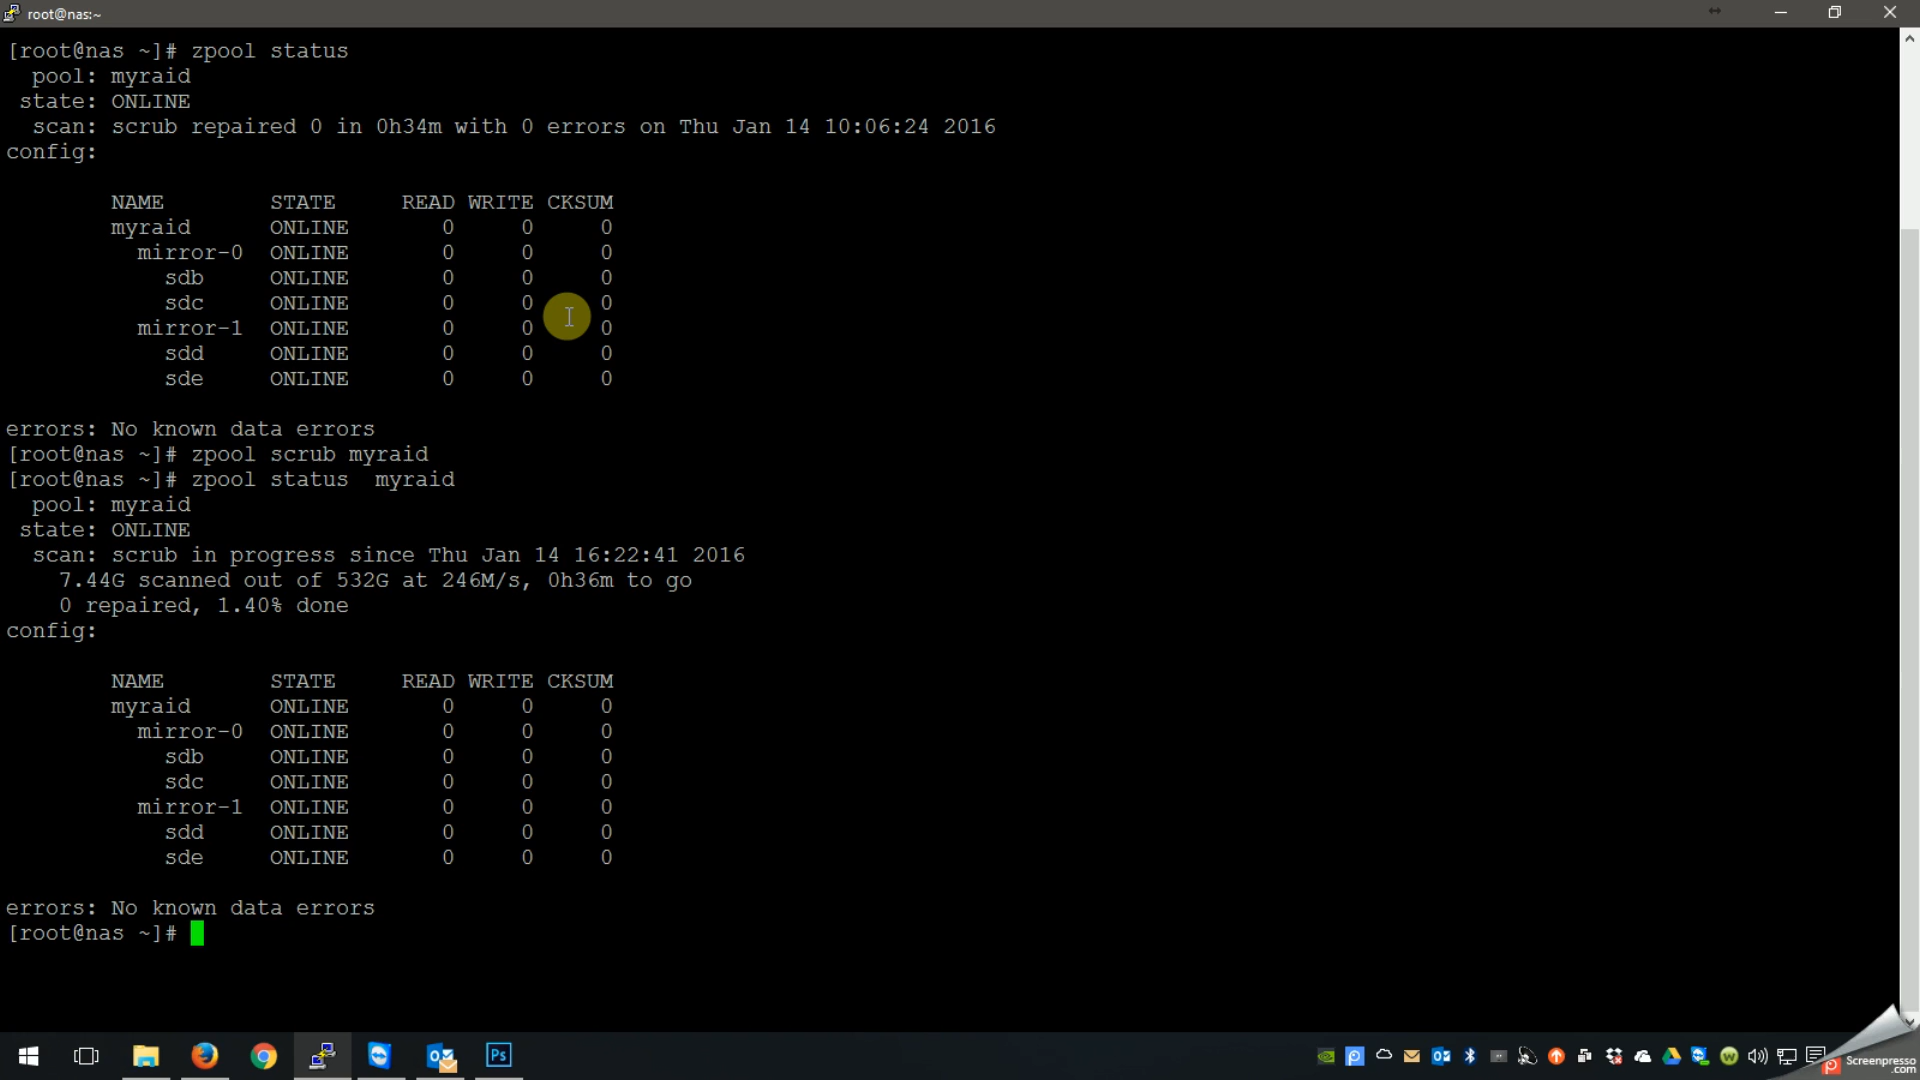 root@nas:~
[root@nas ~]# zpool status
  pool: myraid
 state: ONLINE
  scan: scrub repaired 0 in 0h34m with 0 errors on Thu Jan 14 10:06:24 2016
config:
        NAME        STATE     READ WRITE CKSUM
        myraid      ONLINE       0     0     0
          mirror-0  ONLINE       0     0     0
            sdb     ONLINE       0     0     0
            sdc     ONLINE       0     0     0
          mirror-1  ONLINE       0     0     0
            sdd     ONLINE       0     0     0
            sde     ONLINE       0     0     0
errors: No known data errors
[root@nas ~]# zpool scrub myraid
[root@nas ~]# zpool status  myraid
  pool: myraid
 state: ONLINE
  scan: scrub in progress since Thu Jan 14 16:22:41 2016
    7.44G scanned out of 532G at 246M/s, 0h36m to go
    0 repaired, 1.40% done
config:
        NAME        STATE     READ WRITE CKSUM
        myraid      ONLINE       0     0     0
          mirror-0  ONLINE       0     0     0
            sdb     ONLINE       0     0     0
            sdc     ONLINE       0     0     0
          mirror-1  ONLINE       0     0     0
            sdd     ONLINE       0     0     0
            sde     ONLINE       0     0     0
errors: No known data errors
[root@nas ~]#
Ps
Screenpresso
.com